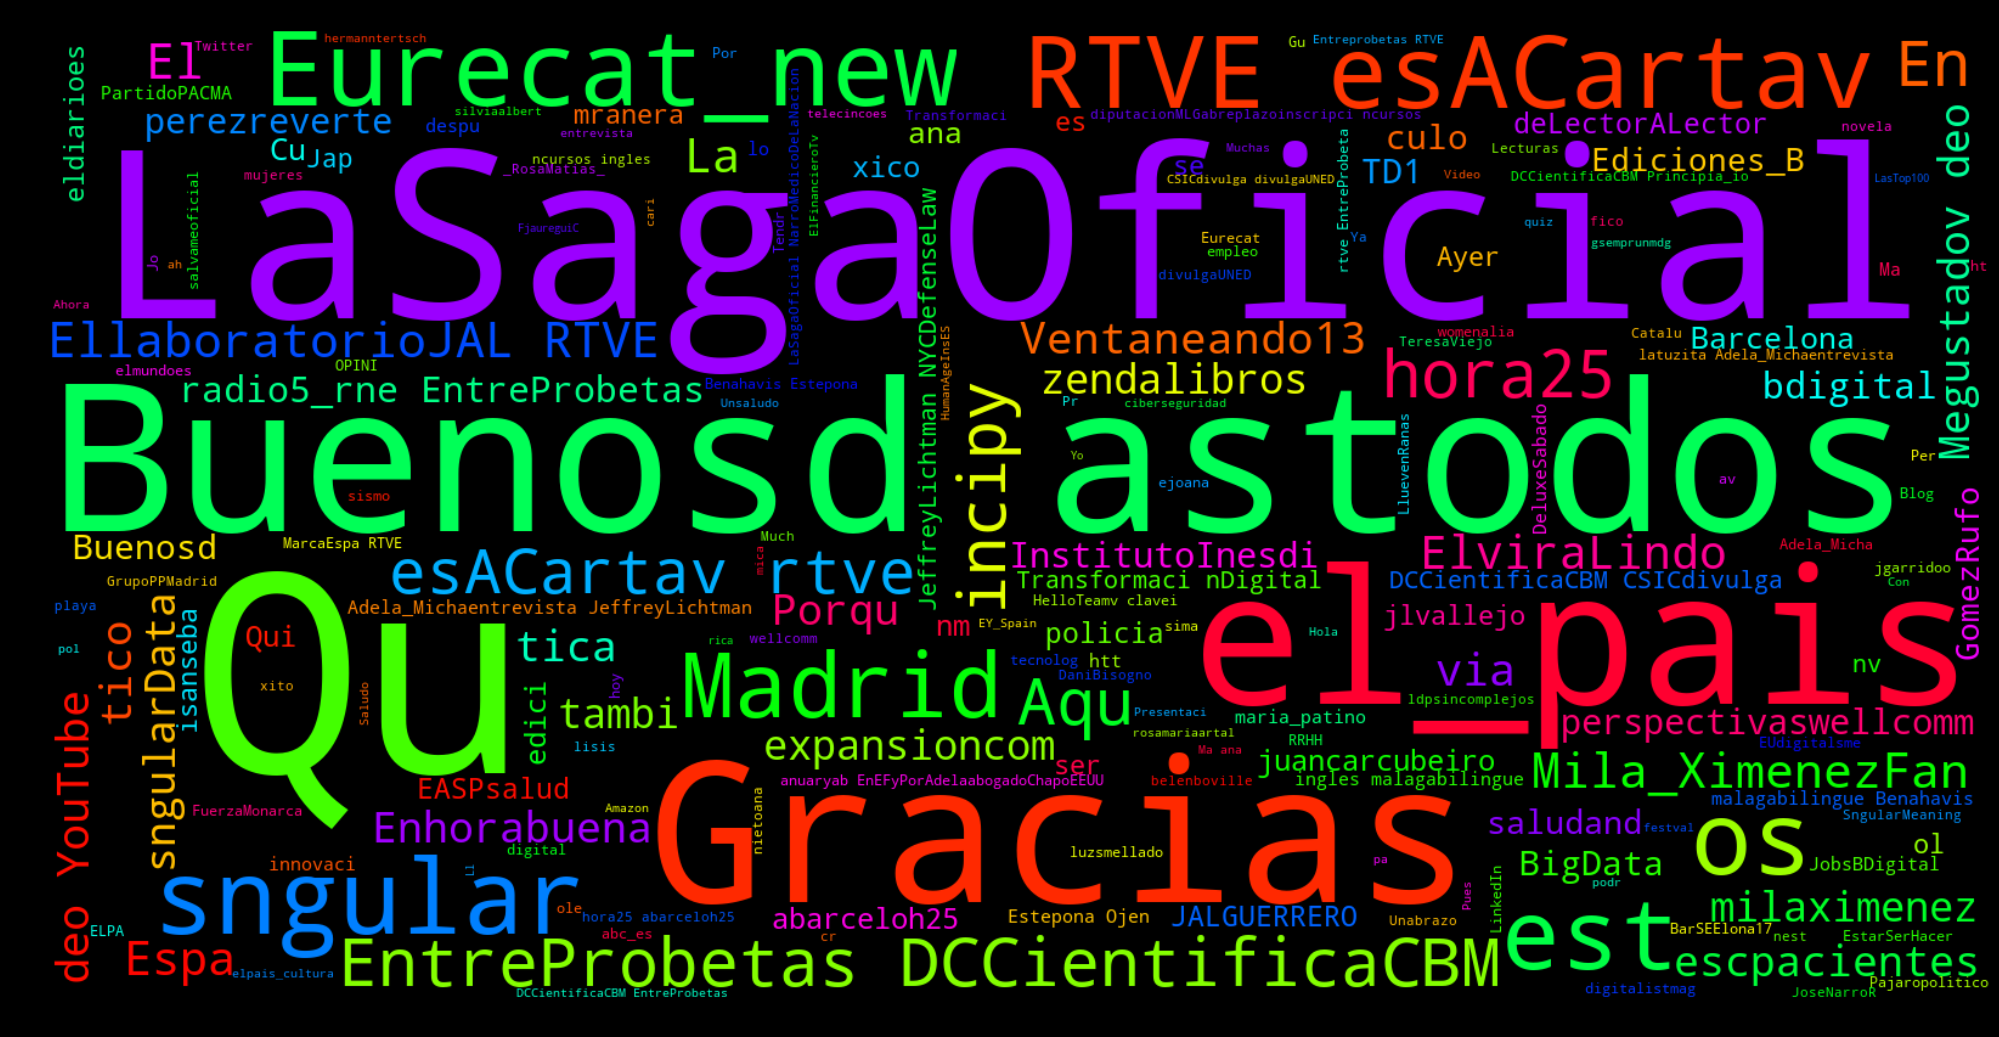 hermanntertsch
El
Twitter
Eurecat_new
Por
RTVE esACartav
Gu
Entreprobetas RTVE
En
eldiarioes
PartidoPACMA
perezreverte
despu
silviaalbert
mranera
entrevista
telecincoes
Transformaci
ana
es
diputacionMLGabreplazoinscripci ncursos
culo
deLectorALector
novela
Cu
Jap
ncursos ingles
La
lo
xico
se
Muchas
TD1
Lecturas
Ediciones_B
mujeres
_RosaMatias_
CSICdivulga divulgaUNED
Video
DCCientificaCBM Principia_io
LasTop100
LaSagaOficial
salvameoficial
FjaureguiC
cari
Tendr
LaSagaOficial NarroMedicoDeLaNacion
ElFinancieroTv
JeffreyLichtman NYCDefenseLaw
Eurecat
empleo
divulgaUNED
rtve EntreProbeta
Ya
Ayer
quiz
fico
gsemprunmdg
Ma
ht
Megustadov deo
Jo
ah
Ahora
EllaboratorioJAL RTVE
OPINI
elmundoes
Ventaneando13
womenalia
TeresaViejo
Catalu
Barcelona
latuzita Adela_Michaentrevista
radio5_rne EntreProbetas
Benahavis Estepona
Unsaludo
HumanAgeInsES
zendalibros
hora25
bdigital
Pr
ciberseguridad
Buenosd astodos
sismo
incipy
Yo
ejoana
LluevenRanas
DeluxeSabado
av
Per
Blog
Buenosd
MarcaEspa RTVE
Much
mica
esACartav rtve
InstitutoInesdi
ElviraLindo
Adela_Micha
GomezRufo
GrupoPPMadrid
Transformaci nDigital
DCCientificaCBM CSICdivulga
jgarridoo
Con
playa
Adela_Michaentrevista JeffreyLichtman
Porqu
HelloTeamv clavei
nm
EY_Spain
policia
sima
Hola
jlvallejo
el_pais
pol
tico
sngularData
isanseba
Qui
Qu
xito
Saludo
tica
rica
wellcomm
Madrid
tecnolog
htt
DaniBisogno
via
nv
edici
hoy
tambi
lisis
Aqu
Presentaci
maria_patino
ldpsincomplejos
rosamariaartal
perspectivaswellcomm
expansioncom
RRHH
Ma ana
EUdigitalsme
deo YouTube
ser
juancarcubeiro
EASPsalud
anuaryab EnEFyPorAdelaabogadoChapoEEUU
belenboville
ingles malagabilingue
Mila_XimenezFan
FuerzaMonarca
Amazon
nietoana
Gracias
malagabilingue Benahavis
SngularMeaning
Enhorabuena
saludand
festval
os
digital
luzsmellado
pa
ol
innovaci
Ll
BigData
JobsBDigital
podr
sngular
ole
hora25 abarceloh25
abarceloh25
Estepona Ojen
JALGUERRERO
Unabrazo
Pues
LinkedIn
milaximenez
ELPA
abc_es
cr
est
BarSEElona17
nest
EstarSerHacer
Espa
elpais_cultura
EntreProbetas DCCientificaCBM
escpacientes
Pajaropolitico
DCCientificaCBM EntreProbetas
digitalistmag
JoseNarroR